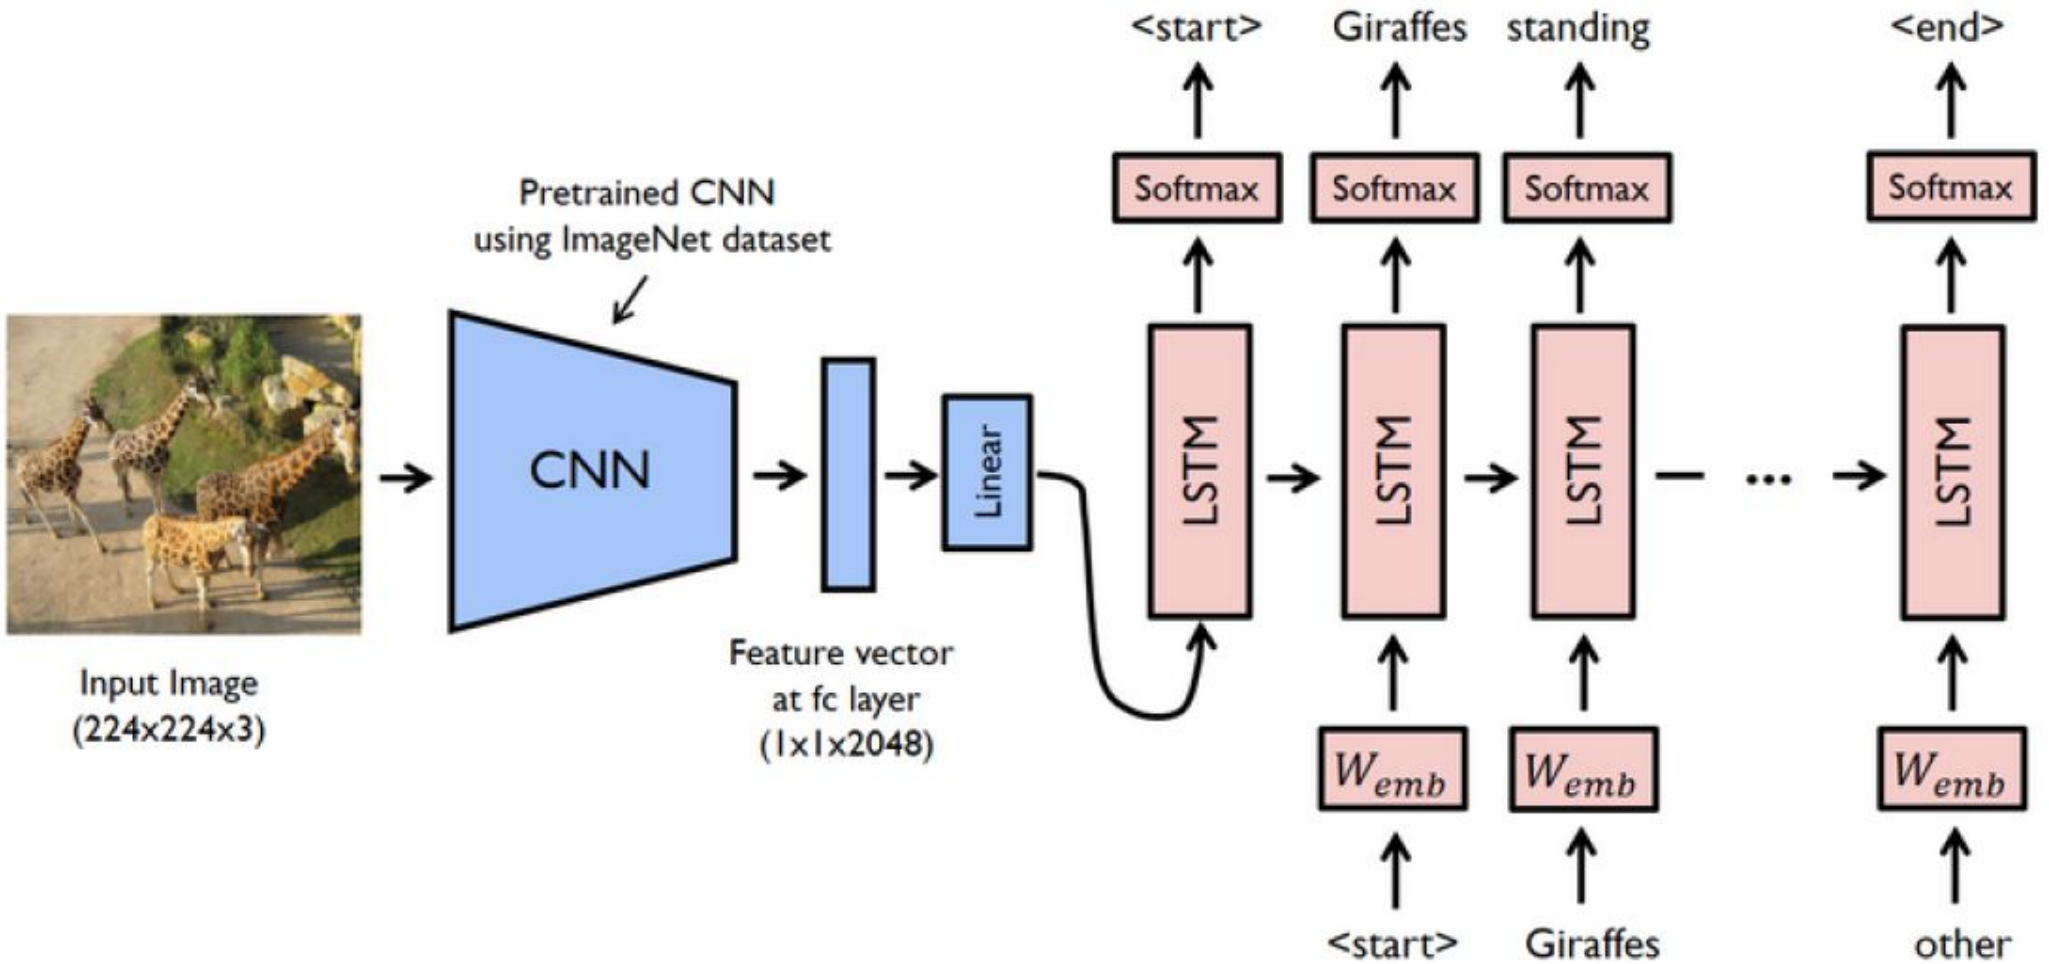 <start> Giraffes standing <end>
Softmax Softmax Softmax Softmax
Pretrained CNN
using ImageNet dataset
CNN
Linear
LSTM LSTM LSTM ... LSTM
Feature vector
at fc layer
(1x1x2048)
Input Image
(224x224x3)
W_emb W_emb W_emb
<start> Giraffes other